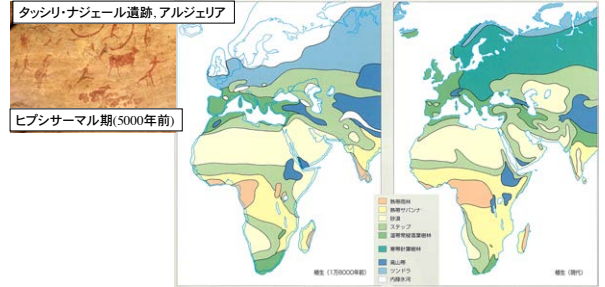 タッシリ・ナジェール遺跡, アルジェリア
ヒプシサーマル期(5000年前)
熱帯雨林
熱帯サバンナ
砂漠
ステップ
温帯常緑落葉樹林
寒帯針葉樹林
高山帯
ツンドラ
内陸氷河
植生(1万8000年前)
植生(現代)